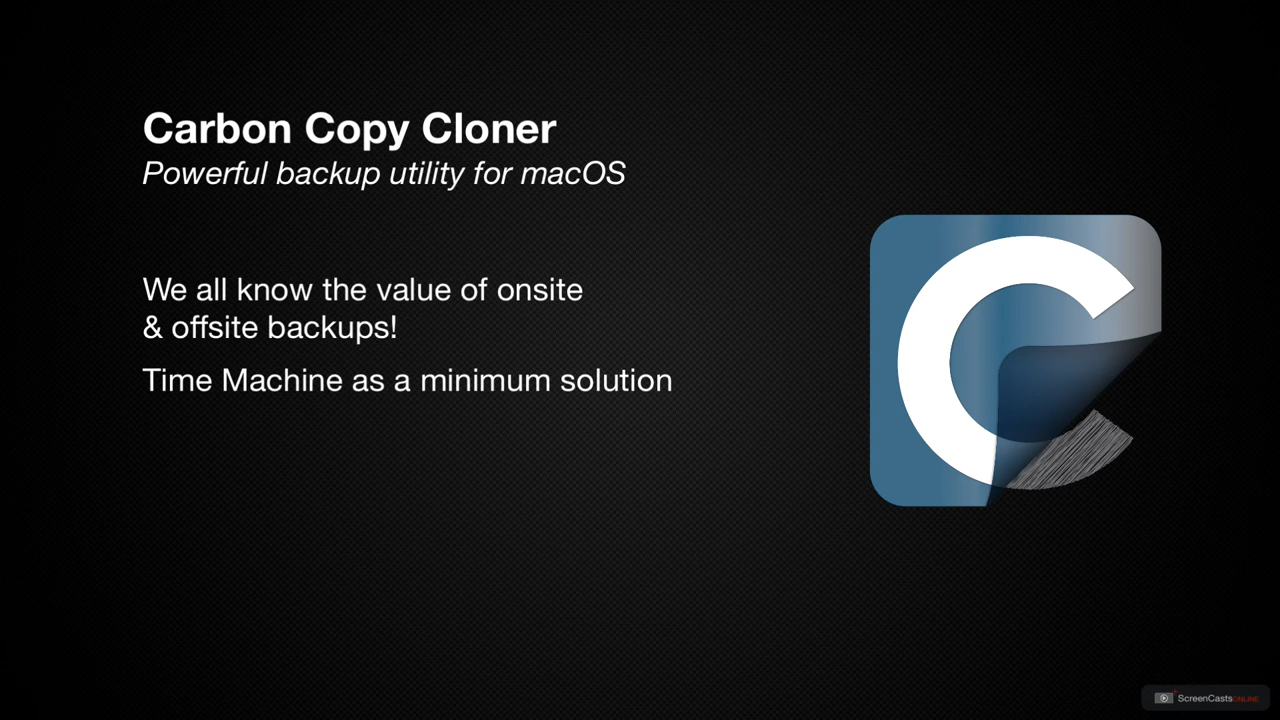 Carbon Copy Cloner
Powerful backup utility for macOS
We all know the value of onsite
& offsite backups!
Time Machine as a minimum solution
ScreenCastsONLINE